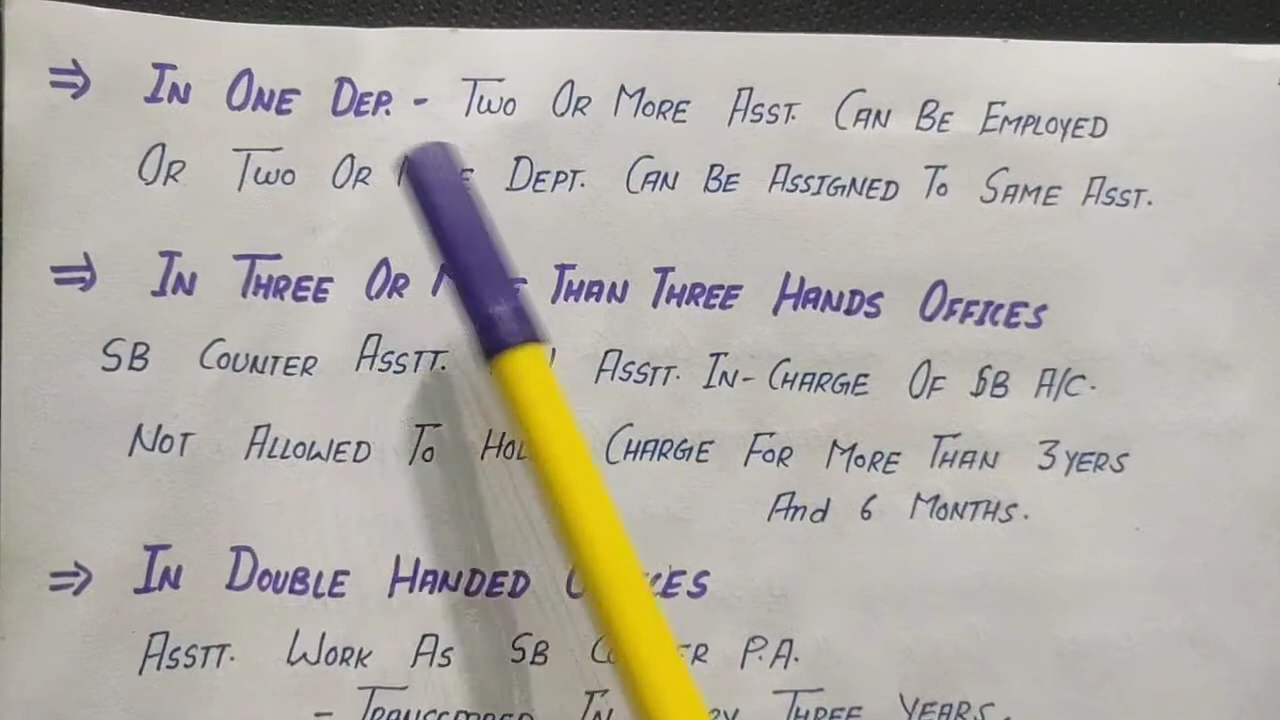 ⇒ IN ONE DEP. - TWO OR MORE ASST. CAN BE EMPLOYED
OR TWO OR DEPT. CAN BE ASSIGNED TO SAME ASST.
⇒ IN THREE OR THAN THREE HANDS OFFICES
SB COUNTER ASSTT. ASSTT. IN-CHARGE OF SB A/C.
NOT ALLOWED TO CHARGE FOR MORE THAN 3 YERS
And 6 MONTHS.
⇒ IN DOUBLE HANDED
ASSTT. WORK AS SB P.A.
- IN THREE YEARS.